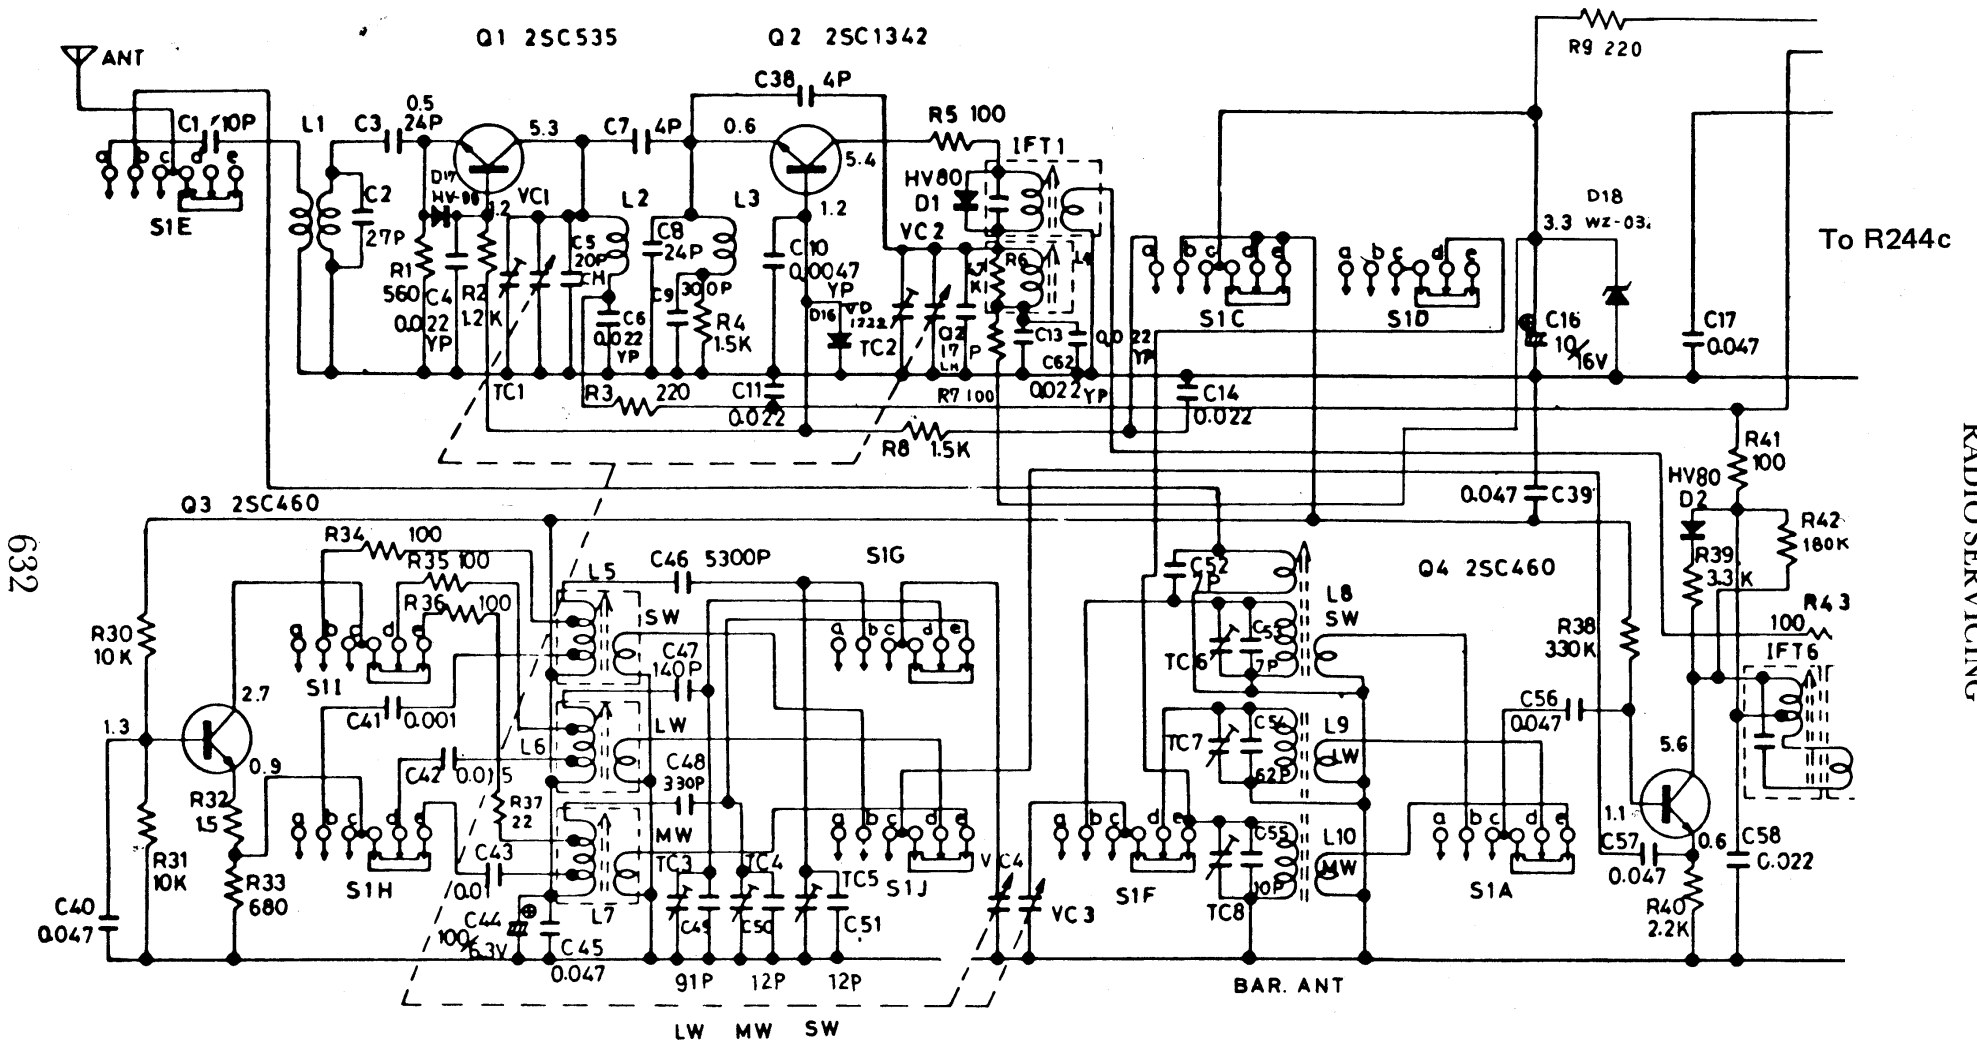 Q1 2SC535
Q2 2SC1342
ANT
C38 4P
R9 220
0.5
C1 10P
L1
C3 24P
5.3
C7 4P
0.6
R5 100
5.4
IFT1
a b c d e
S1E
C2
27P
D17
1.2
VC1
L2
L3
HV80
D1
VC2
1.2
3.3
D18
To R244c
R1
560
C4
0.022
YP
R2
1.2K
C5
20P
CH
C6
0.022
YP
C8
24P
C9
300P
R4
1.5K
C10
0.0047
YP
D16
TC2
R6
C13
C62
0.022
YP
0.022
YP
a b c d e
S1C
a b c d e
S1D
C16
10/16V
C17
0.047
TC1
R3 220
C11
0.022
R7 100
C14
0.022
R8 1.5K
R41
100
HV80
D2
0.047 C39
R42
180K
R39
3.3K
Q3 2SC460
R34 100
R35 100
R36 100
C46 5300P
S1G
L5
SW
C52
Q4 2SC460
L8
SW
R43
100
R30
10K
a b c d e
S1I
C47
140P
a b c d e
TC6
C53
7P
R38
330K
IFT6
2.7
C41 0.001
C56
0.047
1.3
L6
LW
C54
TC7
L9
LW
5.6
0.9
C42 0.015
C48
330P
62P
R32
1.5
R37
22
a b c d e
S1H
MW
a b c d e
S1J
a b c d e
S1F
C55
10P
TC8
L10
MW
a b c d e
S1A
1.1
0.6
C57
0.047
C58
0.022
R31
10K
R33
680
C43
0.01
L7
TC3
TC4
TC5
VC4
VC3
C40
0.047
C44
100/6.3V
C45
0.047
C49
C50
C51
R40
2.2K
91P 12P 12P
BAR. ANT
LW MW SW
632
RADIO SERVICING